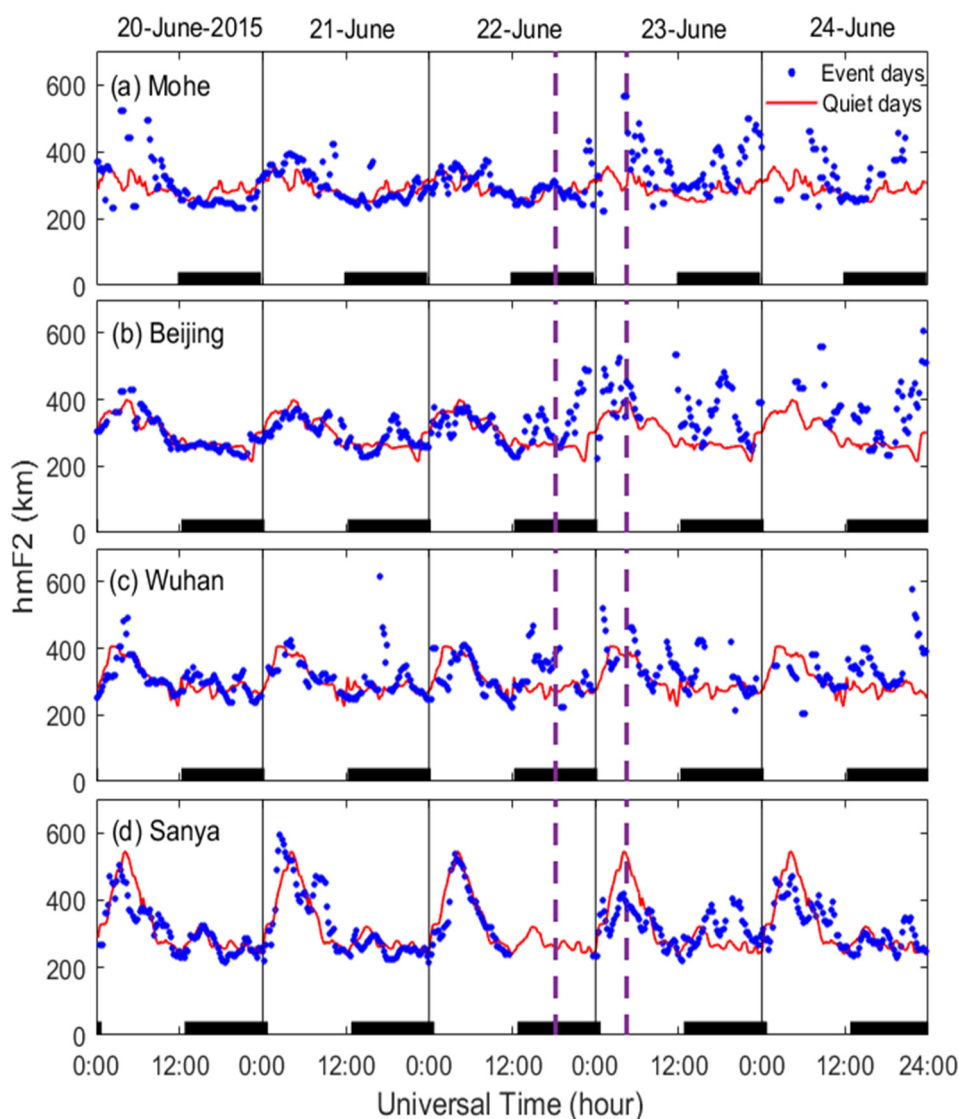 20-June-2015 21-June 22-June 23-June 24-June
(a) Mohe
Event days
Quiet days
600
400
200
0
(b) Beijing
600
400
200
0
(c) Wuhan
600
400
200
0
(d) Sanya
600
400
200
0
hmF2 (km)
0:00 12:00 0:00 12:00 0:00 12:00 0:00 12:00 0:00 12:00 24:00
Universal Time (hour)